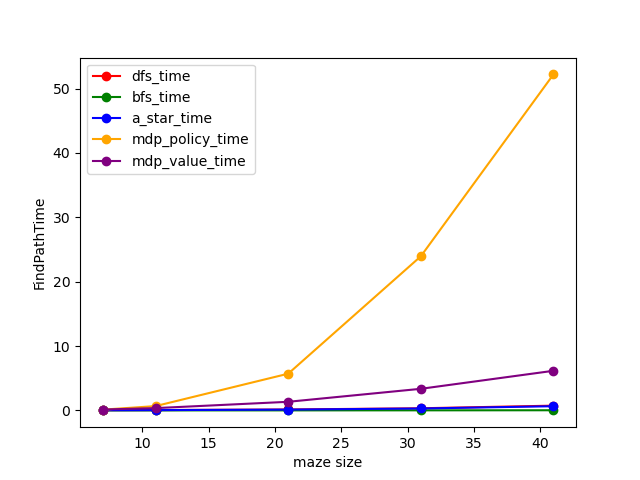 dfs_time
bfs_time
a_star_time
mdp_policy_time
mdp_value_time
50
40
30
20
10
0
FindPathTime
10 15 20 25 30 35 40
maze size